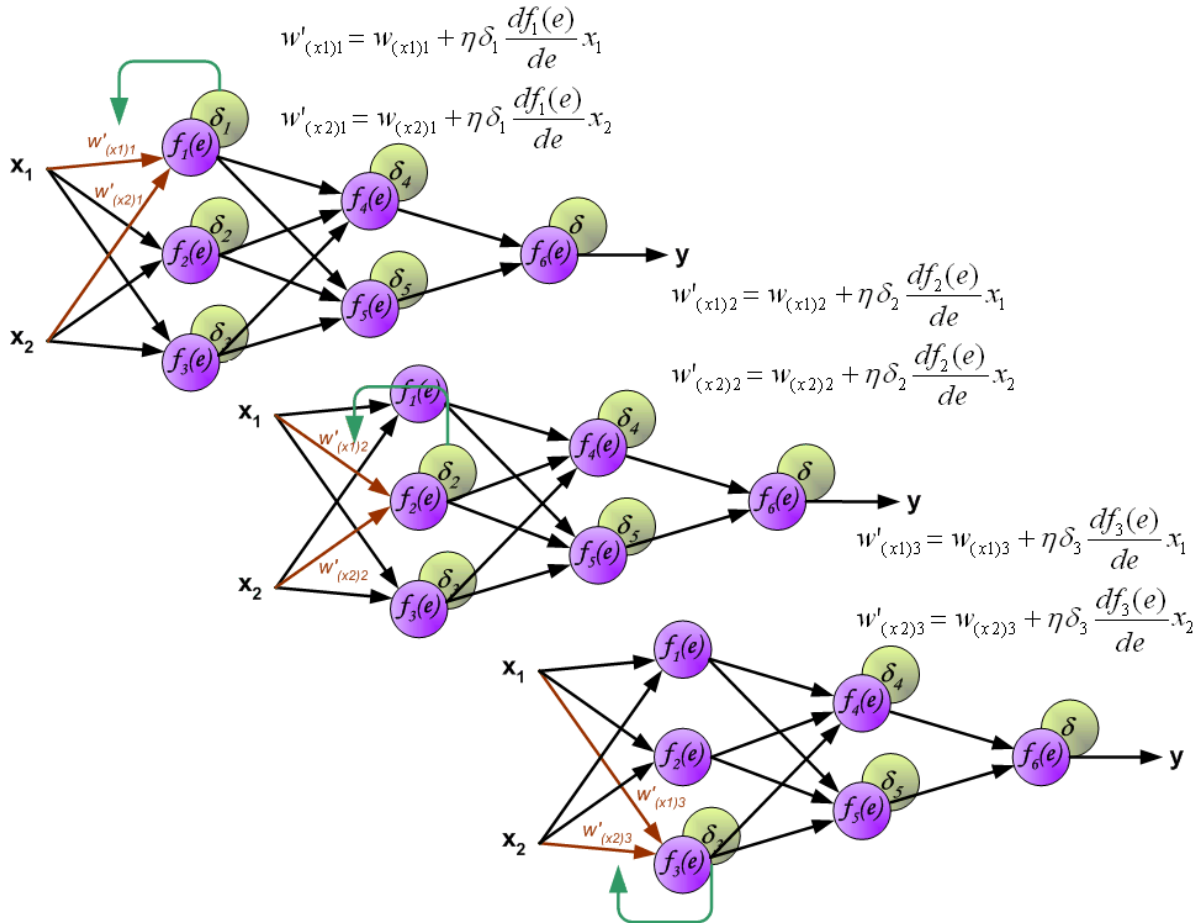 w'(x1)1 = w(x1)1 + ηδ1 df1(e)/de x1
w'(x2)1 = w(x2)1 + ηδ1 df1(e)/de x2
δ1
f1(e)
w'(x1)1
x1
w'(x2)1
δ4
f4(e)
δ2
f2(e)
δ
f6(e)
y
δ5
f5(e)
x2
δ3
f3(e)
w'(x1)2 = w(x1)2 + ηδ2 df2(e)/de x1
w'(x2)2 = w(x2)2 + ηδ2 df2(e)/de x2
f1(e)
x1
w'(x1)2
δ4
f4(e)
δ2
f2(e)
δ
f6(e)
y
δ5
f5(e)
w'(x2)2
x2
δ3
f3(e)
w'(x1)3 = w(x1)3 + ηδ3 df3(e)/de x1
w'(x2)3 = w(x2)3 + ηδ3 df3(e)/de x2
f1(e)
x1
δ4
f4(e)
f2(e)
δ
f6(e)
y
w'(x1)3
δ5
f5(e)
w'(x2)3
x2
δ3
f3(e)